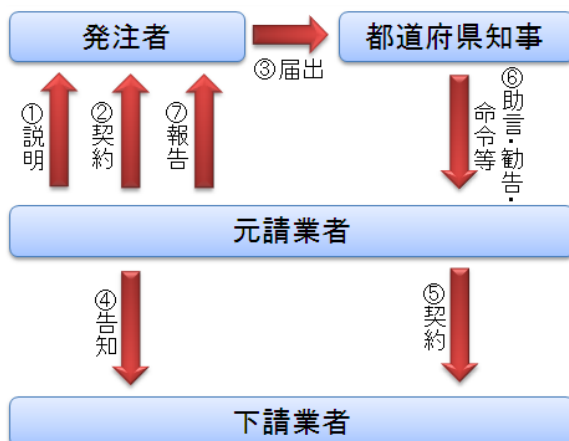 発注者
都道府県知事
③届出
①説明
②契約
⑦報告
⑥助言・勧告・
命令等
元請業者
④告知
⑤契約
下請業者